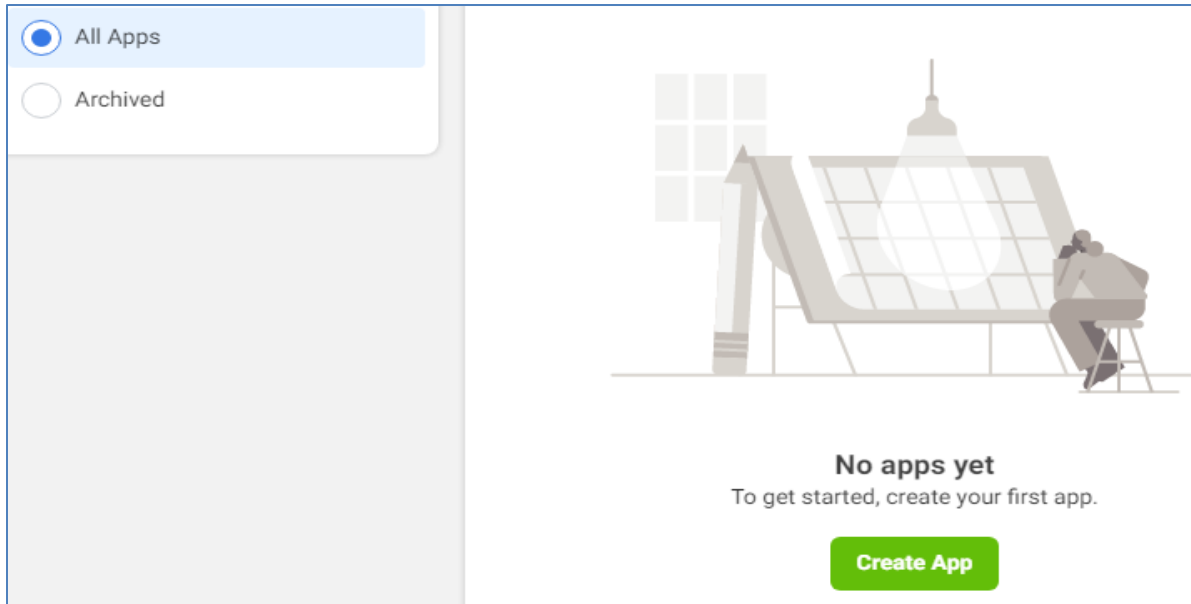 All Apps
Archived
No apps yet
To get started, create your first app.
Create App